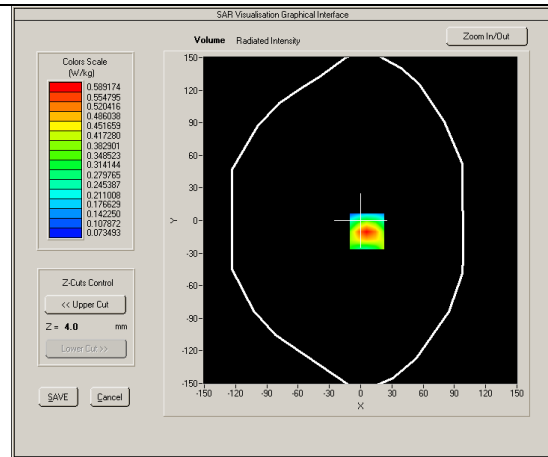 SAR Visualisation Graphical Interface
Volume Radiated Intensity
Zoom In/Out
Colors Scale
(W/kg)
0.589174
0.554795
0.520416
0.486038
0.451659
0.417280
0.382901
0.348523
0.314144
0.279765
0.245387
0.211008
0.176629
0.142250
0.107872
0.073493
Z-Cuts Control
<< Upper Cut
Z = 4.0 mm
Lower Cut >>
SAVE
Cancel
150
120
90
60
30
0
-30
-60
-90
-120
-150
Y
-150 -120 -90 -60 -30 0 30 60 90 120 150
X